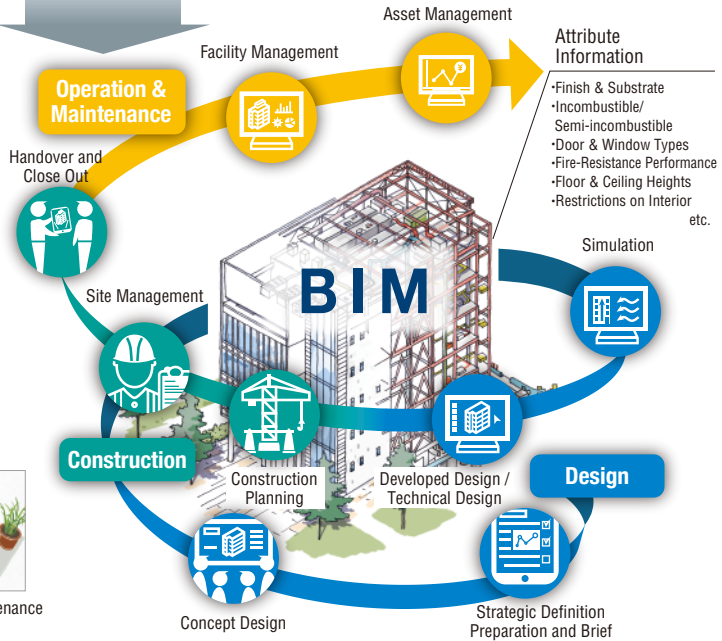 Asset Management
Facility Management
Attribute
Information
•Finish & Substrate
•Incombustible/
Semi-incombustible
•Door & Window Types
•Fire-Resistance Performance
•Floor & Ceiling Heights
•Restrictions on Interior
etc.
Operation &
Maintenance
Handover and
Close Out
Simulation
BIM
Site Management
Construction
Construction
Planning
Developed Design /
Technical Design
Design
Concept Design
Strategic Definition
Preparation and Brief